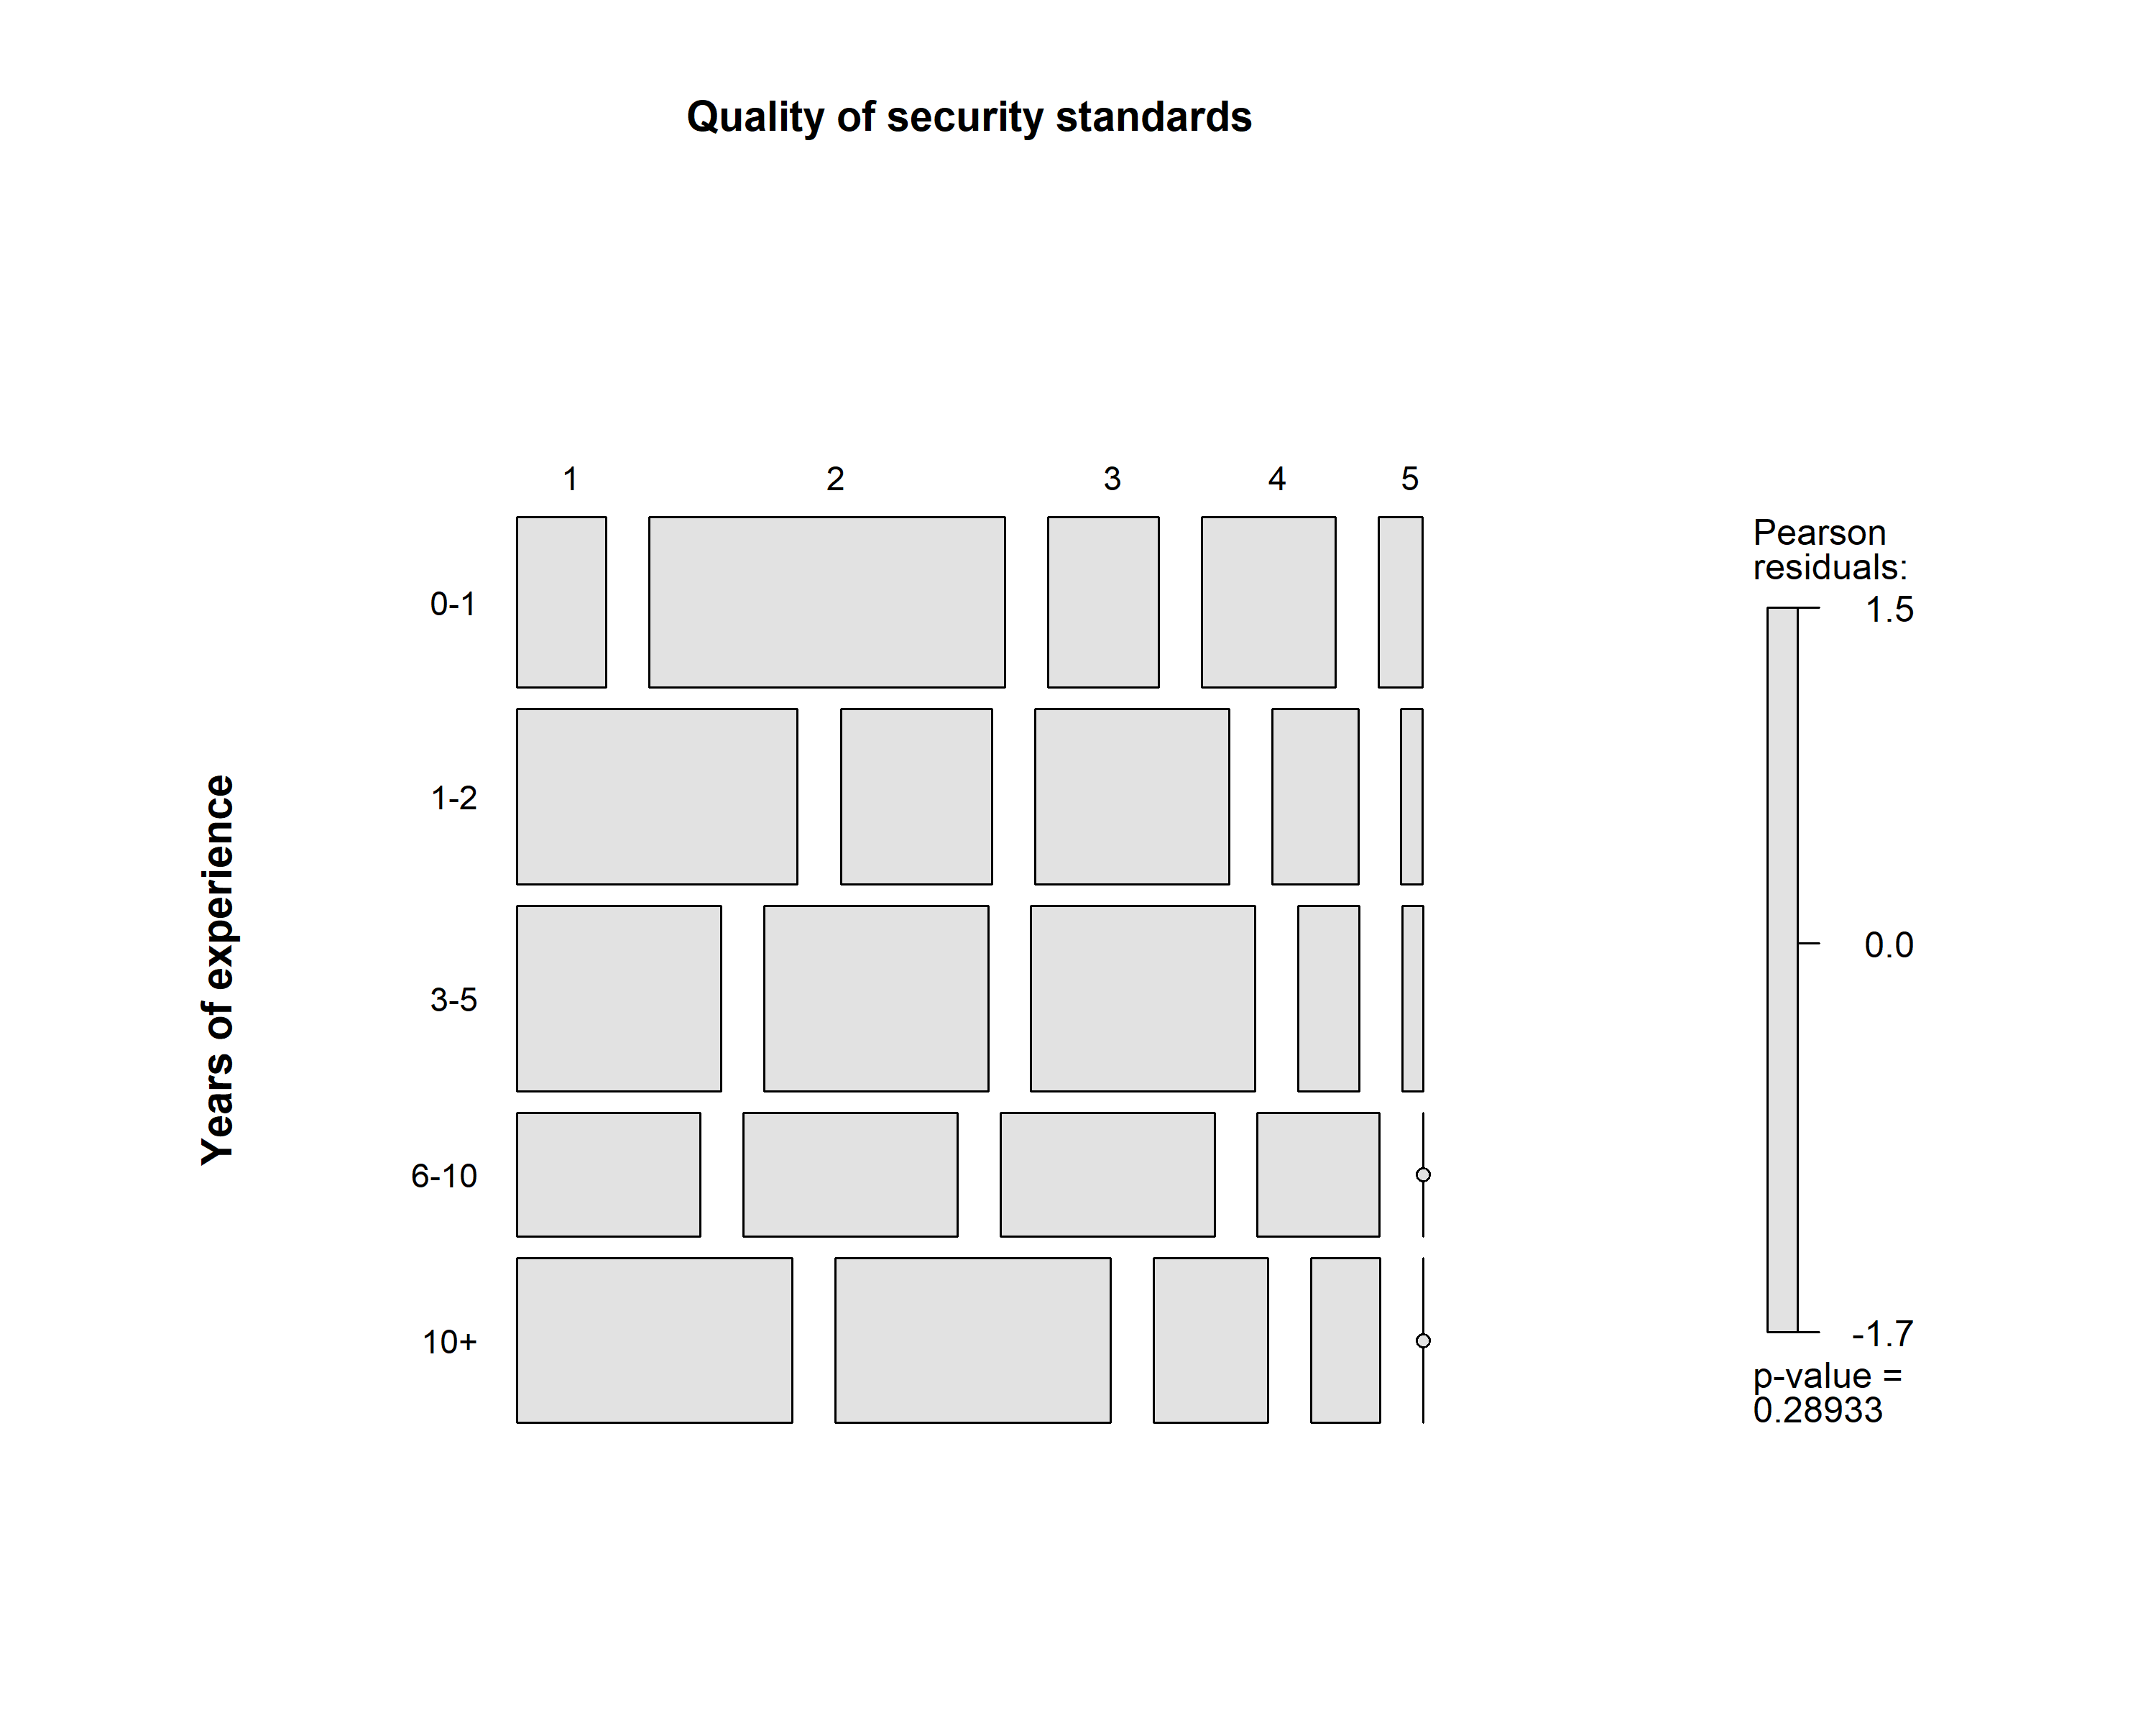 Quality of security standards
1 2 3 4 5
Years of experience
0-1
1-2
3-5
6-10
10+
Pearson
residuals:
1.5
0.0
-1.7
p-value =
0.28933